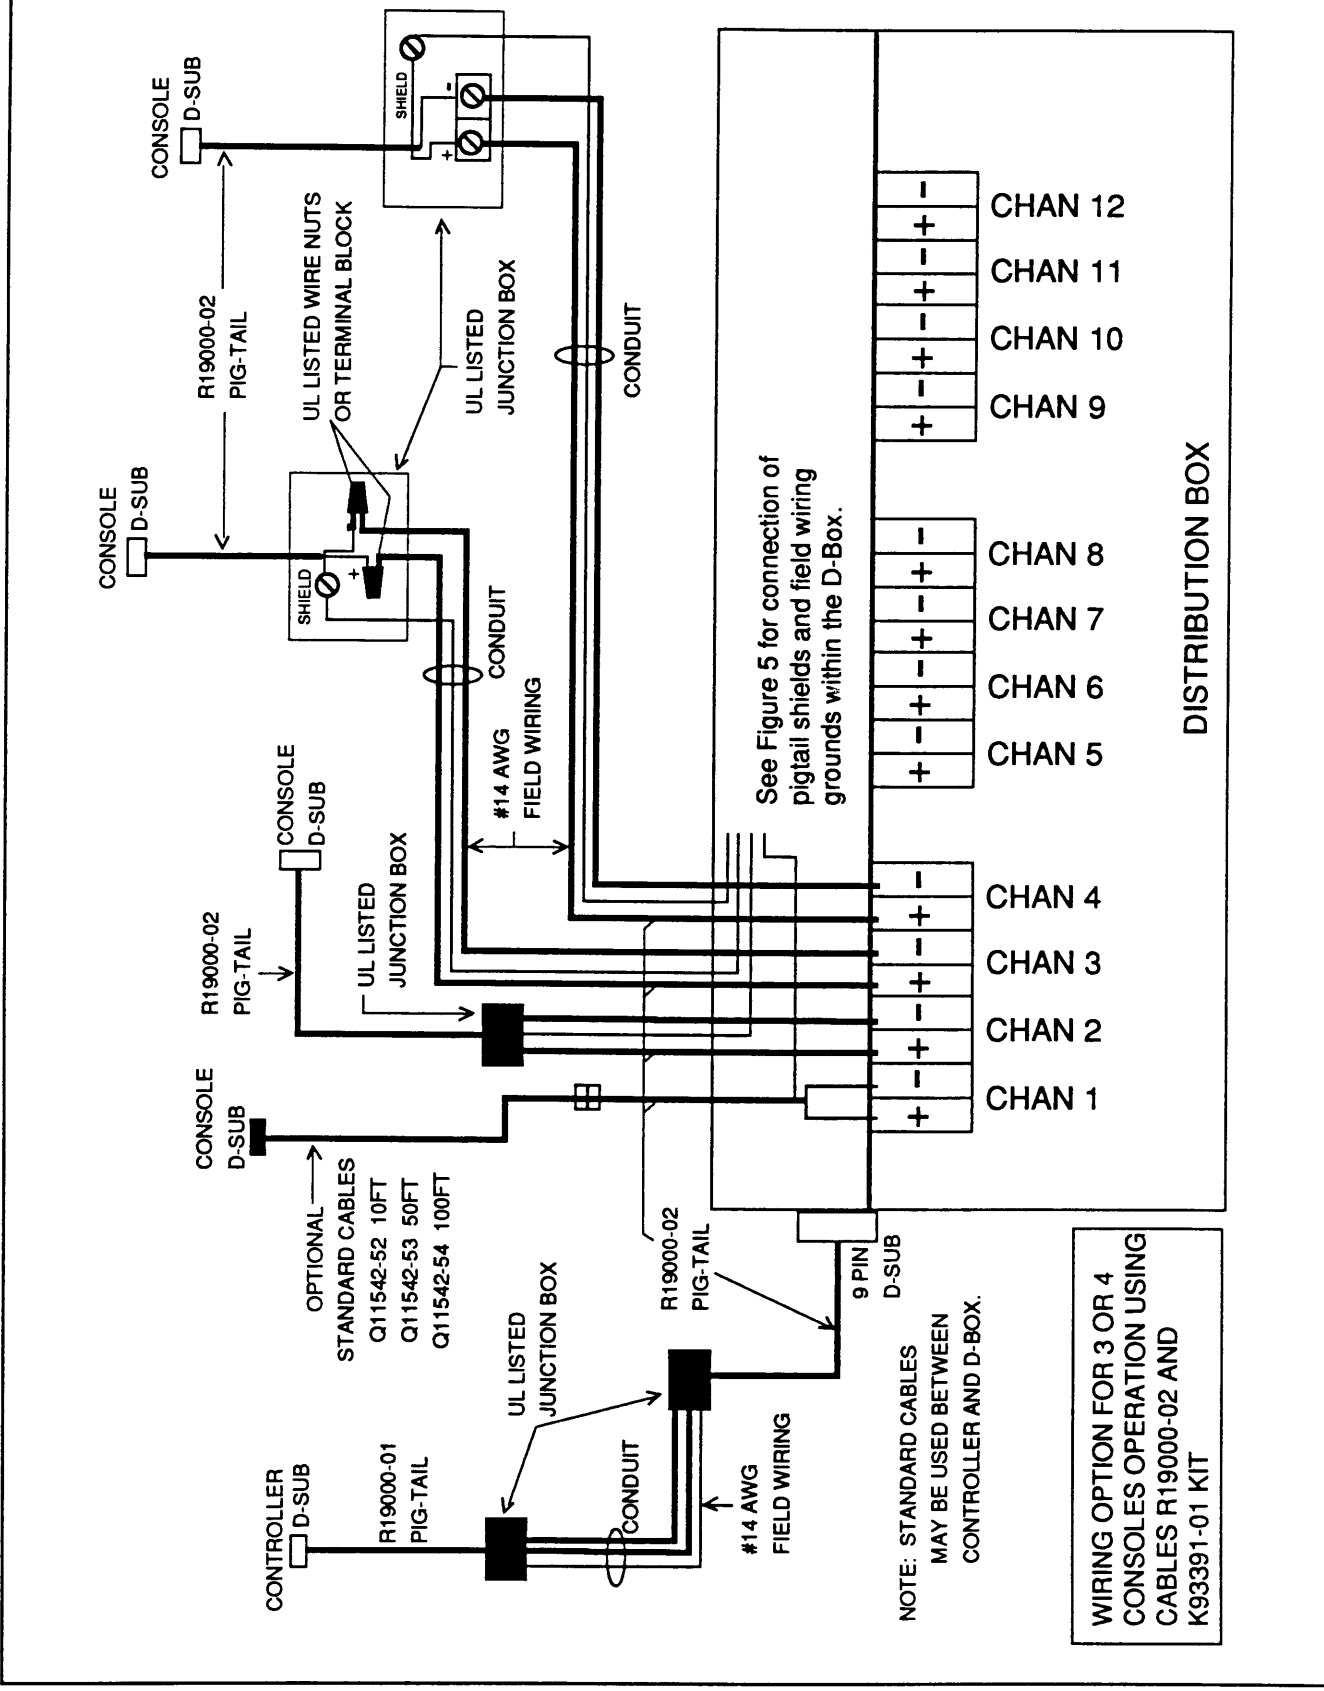 CONTROLLER
D-SUB
R19000-01
PIG-TAIL
CONDUIT
UL LISTED
JUNCTION BOX
#14 AWG
FIELD WIRING
CONSOLE
D-SUB
OPTIONAL
STANDARD CABLES
Q11542-52 10FT
Q11542-53 50FT
Q11542-54 100FT
R19000-02
PIG-TAIL
9 PIN
D-SUB
NOTE: STANDARD CABLES
MAY BE USED BETWEEN
CONTROLLER AND D-BOX.
WIRING OPTION FOR 3 OR 4
CONSOLES OPERATION USING
CABLES R19000-02 AND
K93391-01 KIT
CONSOLE
D-SUB
R19000-02
PIG-TAIL
UL LISTED
JUNCTION BOX
#14 AWG
FIELD WIRING
CONSOLE
D-SUB
SHIELD
+
-
CONDUIT
R19000-02
PIG-TAIL
UL LISTED WIRE NUTS
OR TERMINAL BLOCK
UL LISTED
JUNCTION BOX
CONSOLE
D-SUB
SHIELD
+ -
CONDUIT
See Figure 5 for connection of
pigtail shields and field wiring
grounds within the D-Box.
+ - + - + - + -
CHAN 1
CHAN 2
CHAN 3
CHAN 4
+ - + - + - + -
CHAN 5
CHAN 6
CHAN 7
CHAN 8
+ - + - + - + -
CHAN 9
CHAN 10
CHAN 11
CHAN 12
DISTRIBUTION BOX